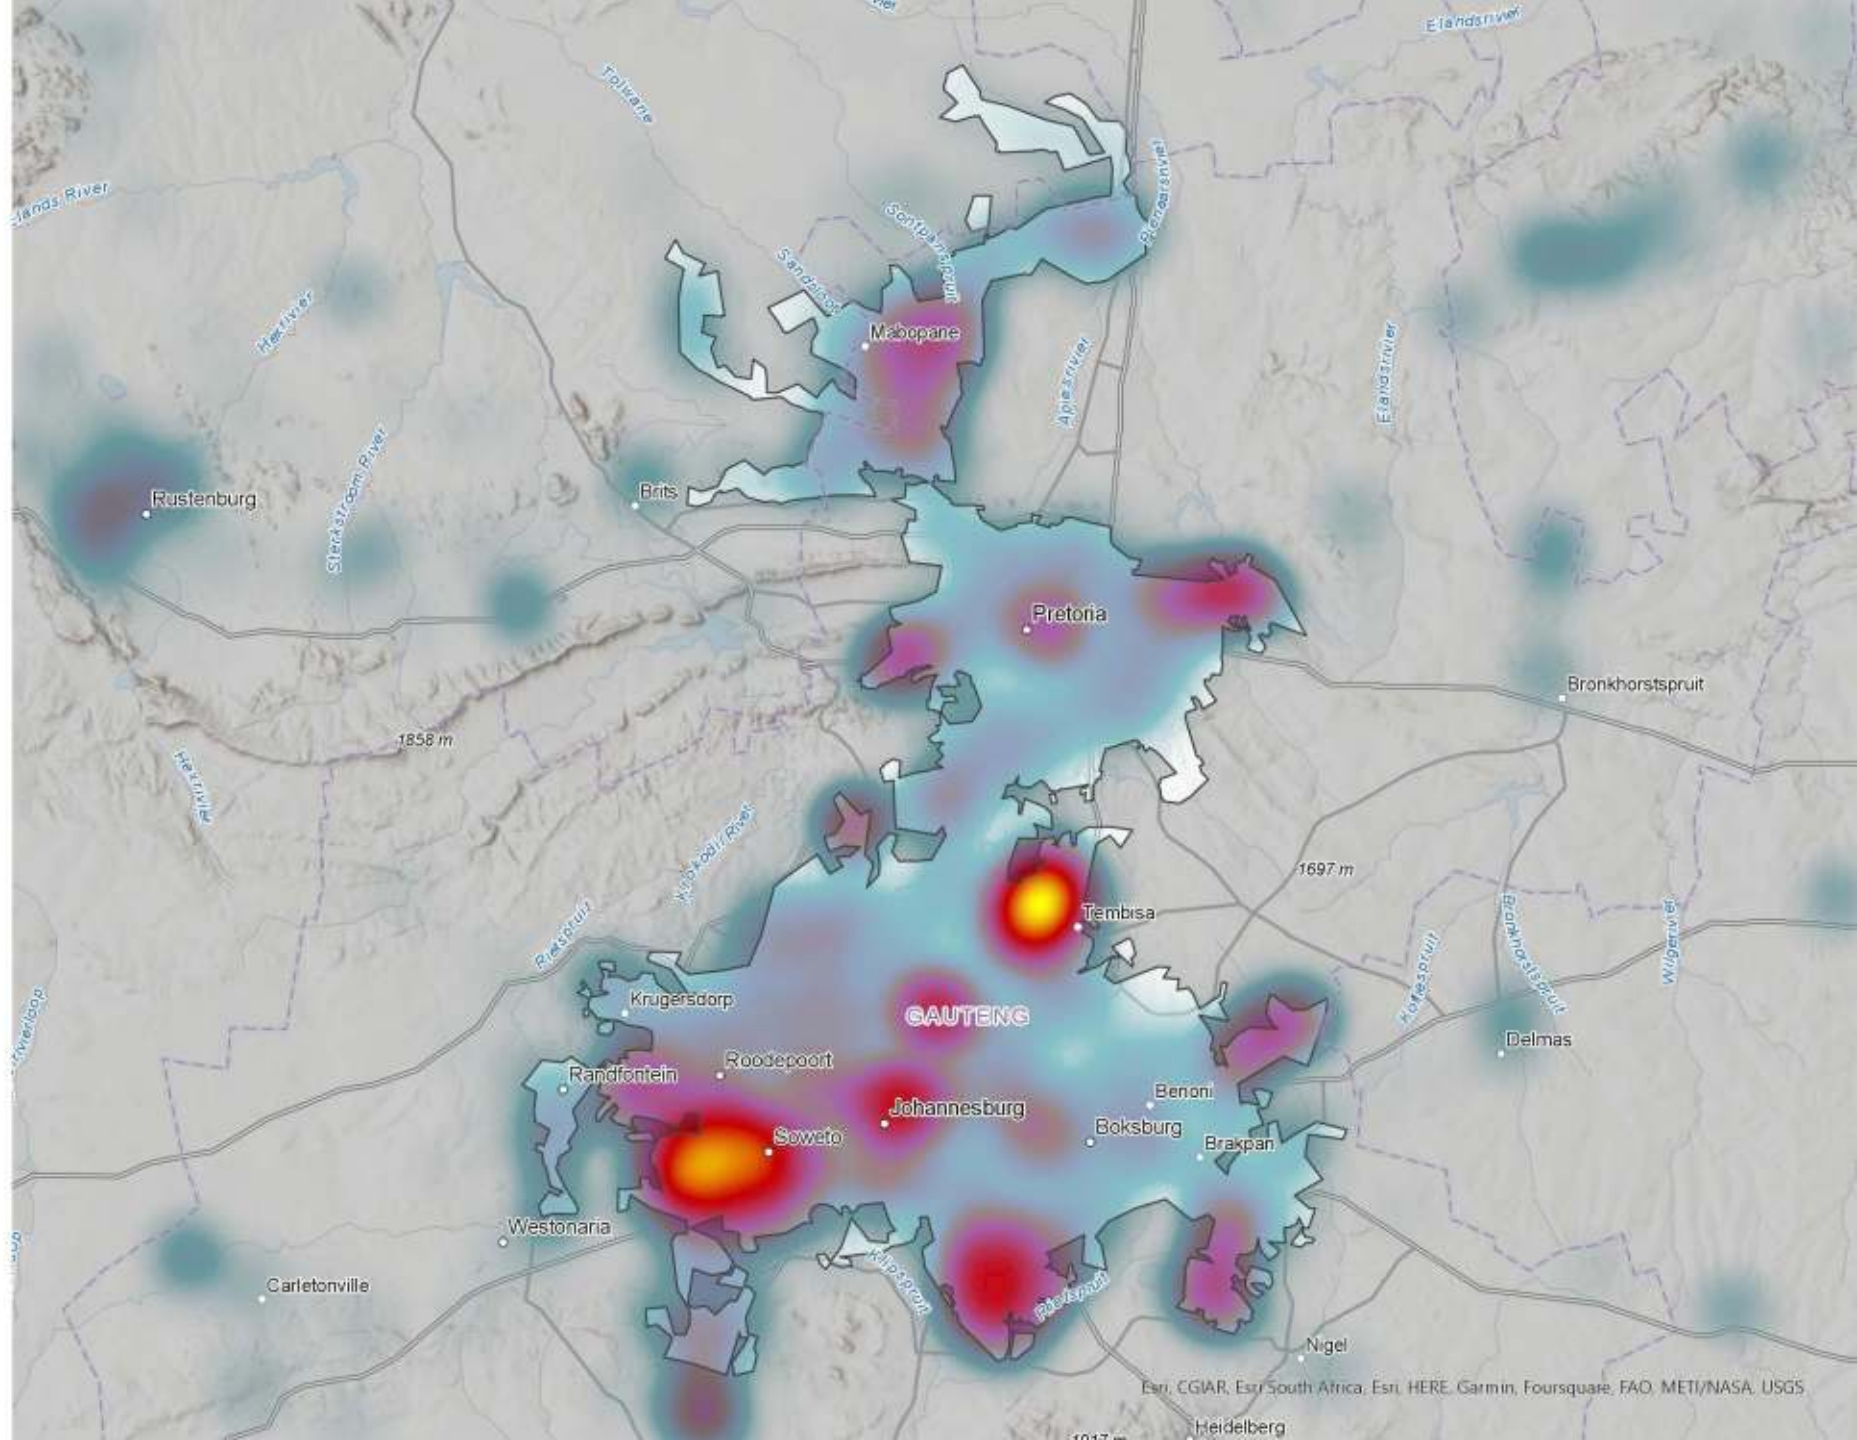 Elandsrivier
Tolwane
Pienaarsrivier
Elands River
Sandspruit
Mabopane
Hexrivier
Apiesrivier
Elandsrivier
Rustenburg
Brits
Sterkstroom River
Pretoria
Bronkhorstspruit
1858 m
Hexrivier
Krokodil River
1697 m
Tembisa
Rietspruit
Krugersdorp
GAUTENG
Koffiespruit
Bronkhorstspruit
Wilgerivier
Delmas
Roodepoort
Randfontein
Benoni
Johannesburg
Boksburg
Soweto
Brakpan
Westonaria
Klipspruit
Rietspruit
Carletonville
Nigel
Esri, CGIAR, Esri South Africa, Esri, HERE, Garmin, Foursquare, FAO, METI/NASA, USGS
Heidelberg